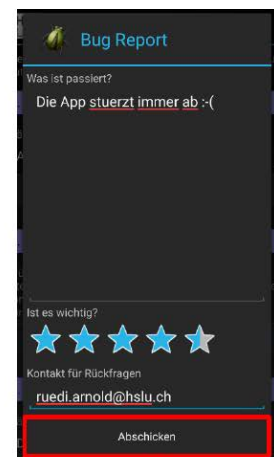 Bug Report
Was ist passiert?
Die App stuerzt immer ab :-(
Ist es wichtig?
Kontakt für Rückfragen
ruedi.arnold@hslu.ch
Abschicken